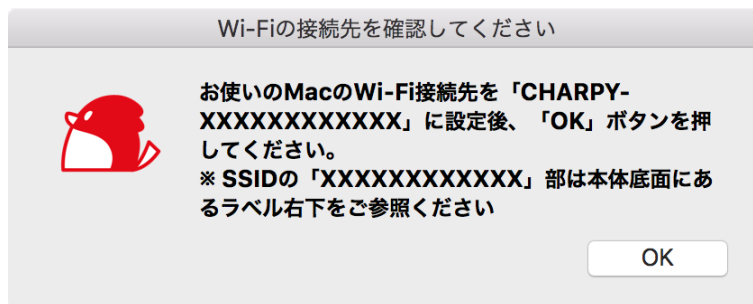 Wi-Fiの接続先を確認してください
お使いのMacのWi-Fi接続先を「CHARPY-
XXXXXXXXXXXX」に設定後、「OK」ボタンを押
してください。
※ SSIDの「XXXXXXXXXXXX」部は本体底面にあ
るラベル右下をご参照ください
OK